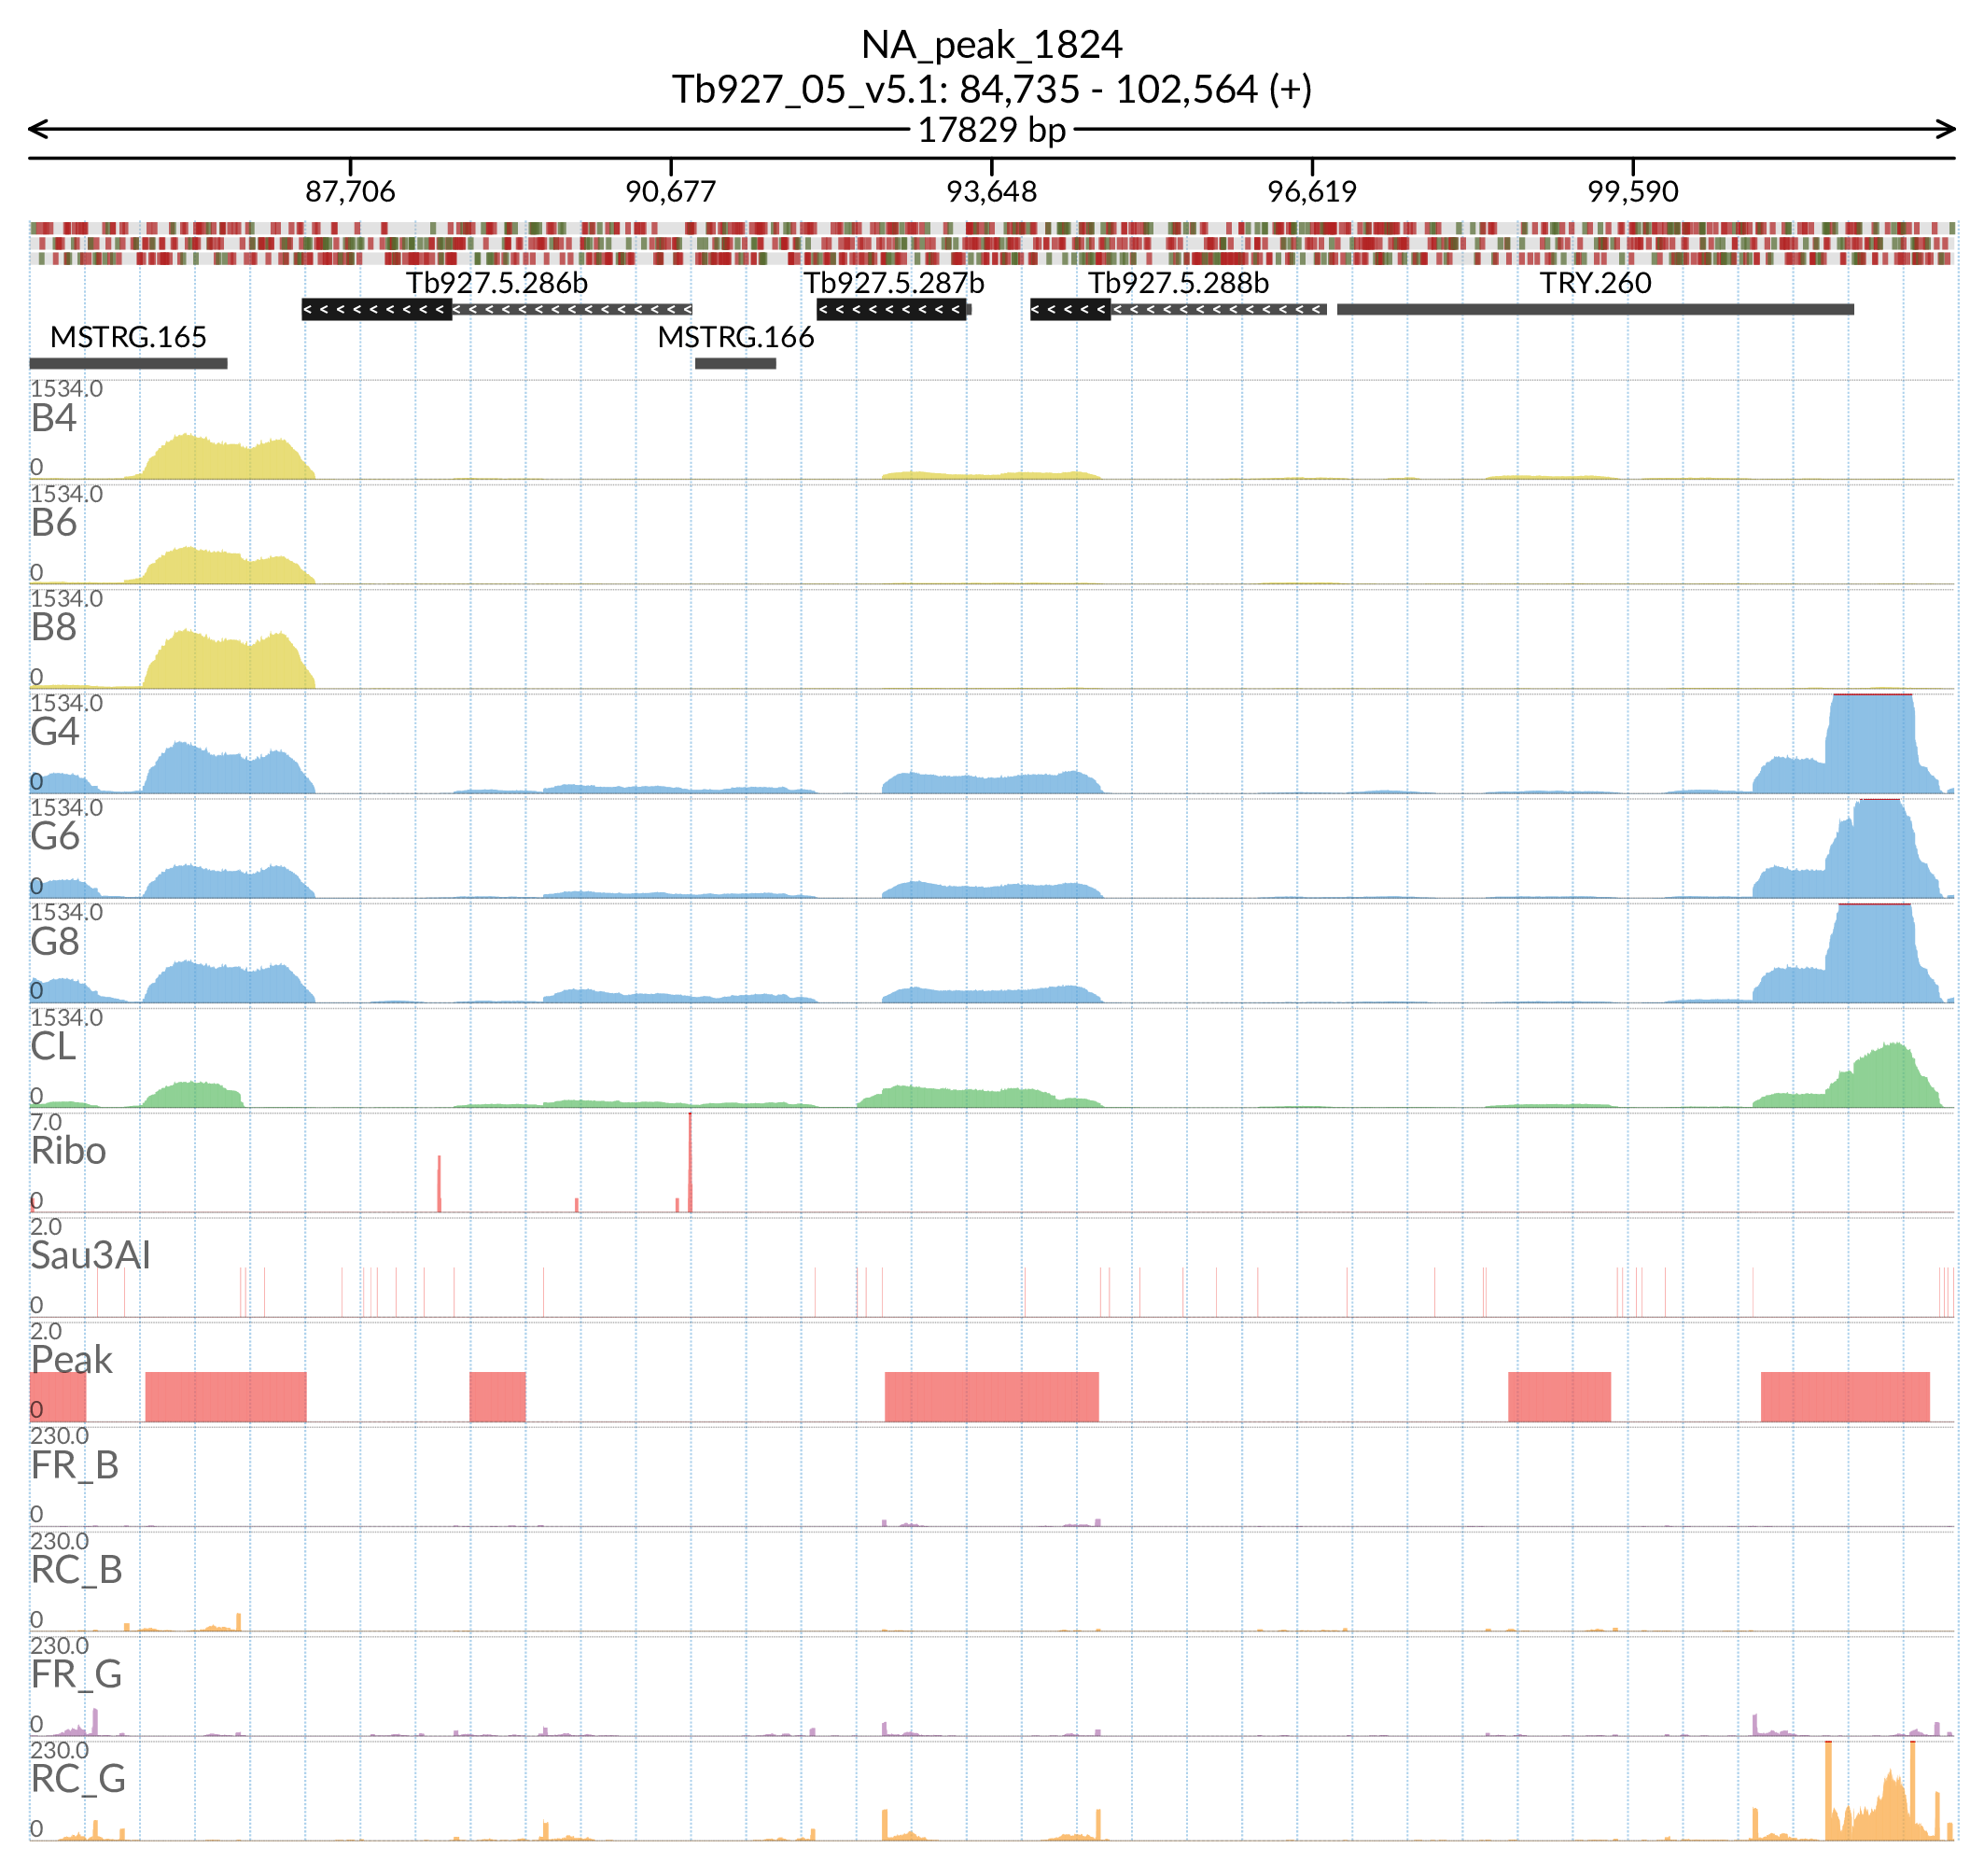 NA_peak_1824
Tb927_05_v5.1: 84,735 - 102,564 (+)
17829 bp
87,706 90,677 93,648 96,619 99,590
Tb927.5.286b Tb927.5.287b Tb927.5.288b TRY.260
MSTRG.165 MSTRG.166
1534.0
B4
0
1534.0
B6
0
1534.0
B8
0
1534.0
G4
0
1534.0
G6
0
1534.0
G8
0
1534.0
CL
0
7.0
Ribo
0
2.0
Sau3AI
0
2.0
Peak
0
230.0
FR_B
0
230.0
RC_B
0
230.0
FR_G
0
230.0
RC_G
0